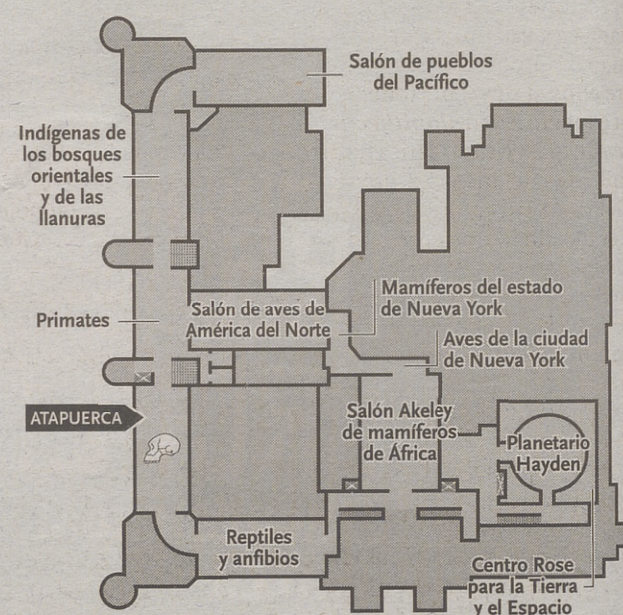 Salón de pueblos
del Pacífico
Indígenas de
los bosques
orientales
y de las
llanuras
Mamíferos del estado
de Nueva York
Salón de aves de
América del Norte
Primates
Aves de la ciudad
de Nueva York
ATAPUERCA
Salón Akeley
de mamíferos
de África
Planetario
Hayden
Reptiles
y anfibios
Centro Rose
para la Tierra
y el Espacio